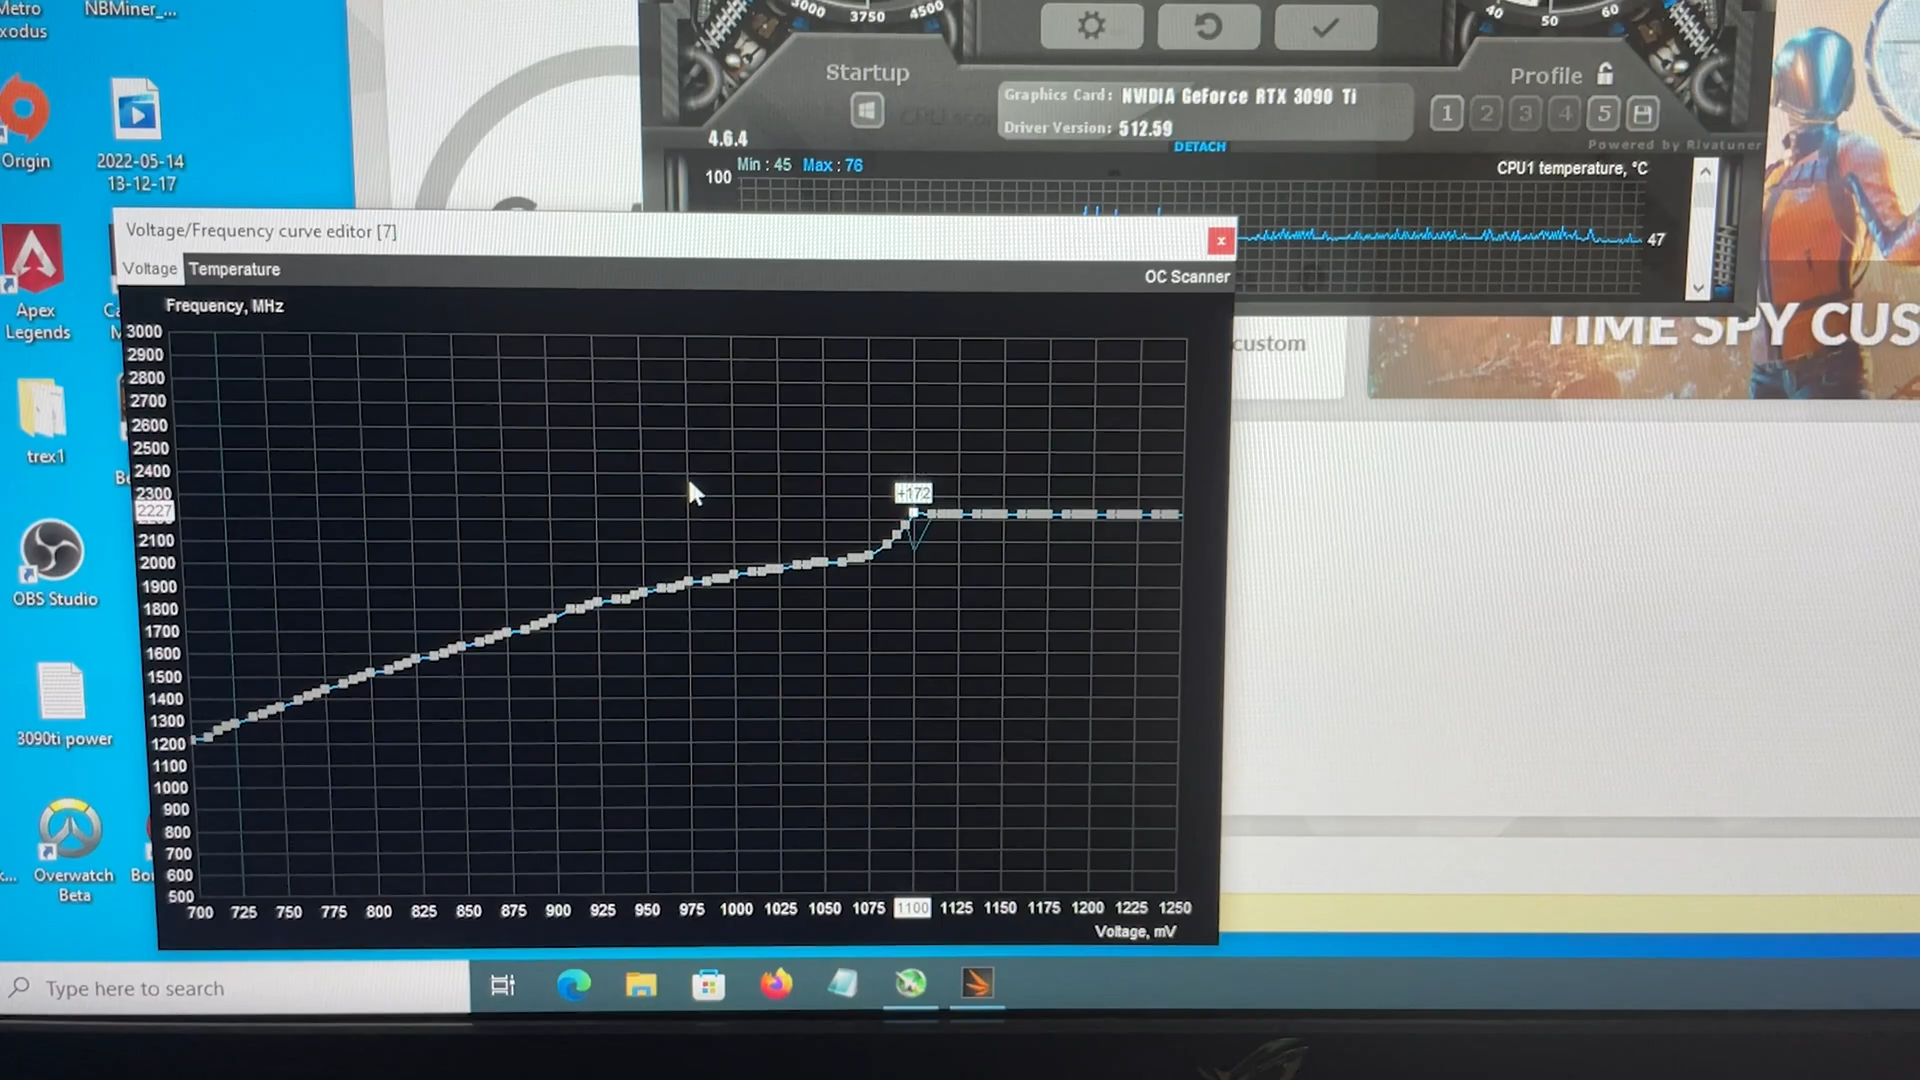 Metro
xodus
NBMiner_...
3000
3750
4500
40
50
60
Startup
Profile
Graphics Card: NVIDIA GeForce RTX 3090 Ti
Driver Version: 512.59
1 2 3 4 5
4.6.4
DETACH
Powered by Rivatuner
Min : 45 Max : 76
CPU1 temperature, °C
100
47
Origin
2022-05-14
13-12-17
Voltage/Frequency curve editor [7]
x
Voltage
Temperature
OC Scanner
Apex
Legends
Frequency, MHz
3000
2900
2800
2700
2600
2500
2400
2300
2227
2100
2000
1900
1800
1700
1600
1500
1400
1300
1200
1100
1000
900
800
700
600
500
+172
700 725 750 775 800 825 850 875 900 925 950 975 1000 1025 1050 1075 1100 1125 1150 1175 1200 1225 1250
Voltage, mV
custom
TIME SPY CUS
trex1
OBS Studio
3090ti power
Overwatch
Beta
Type here to search